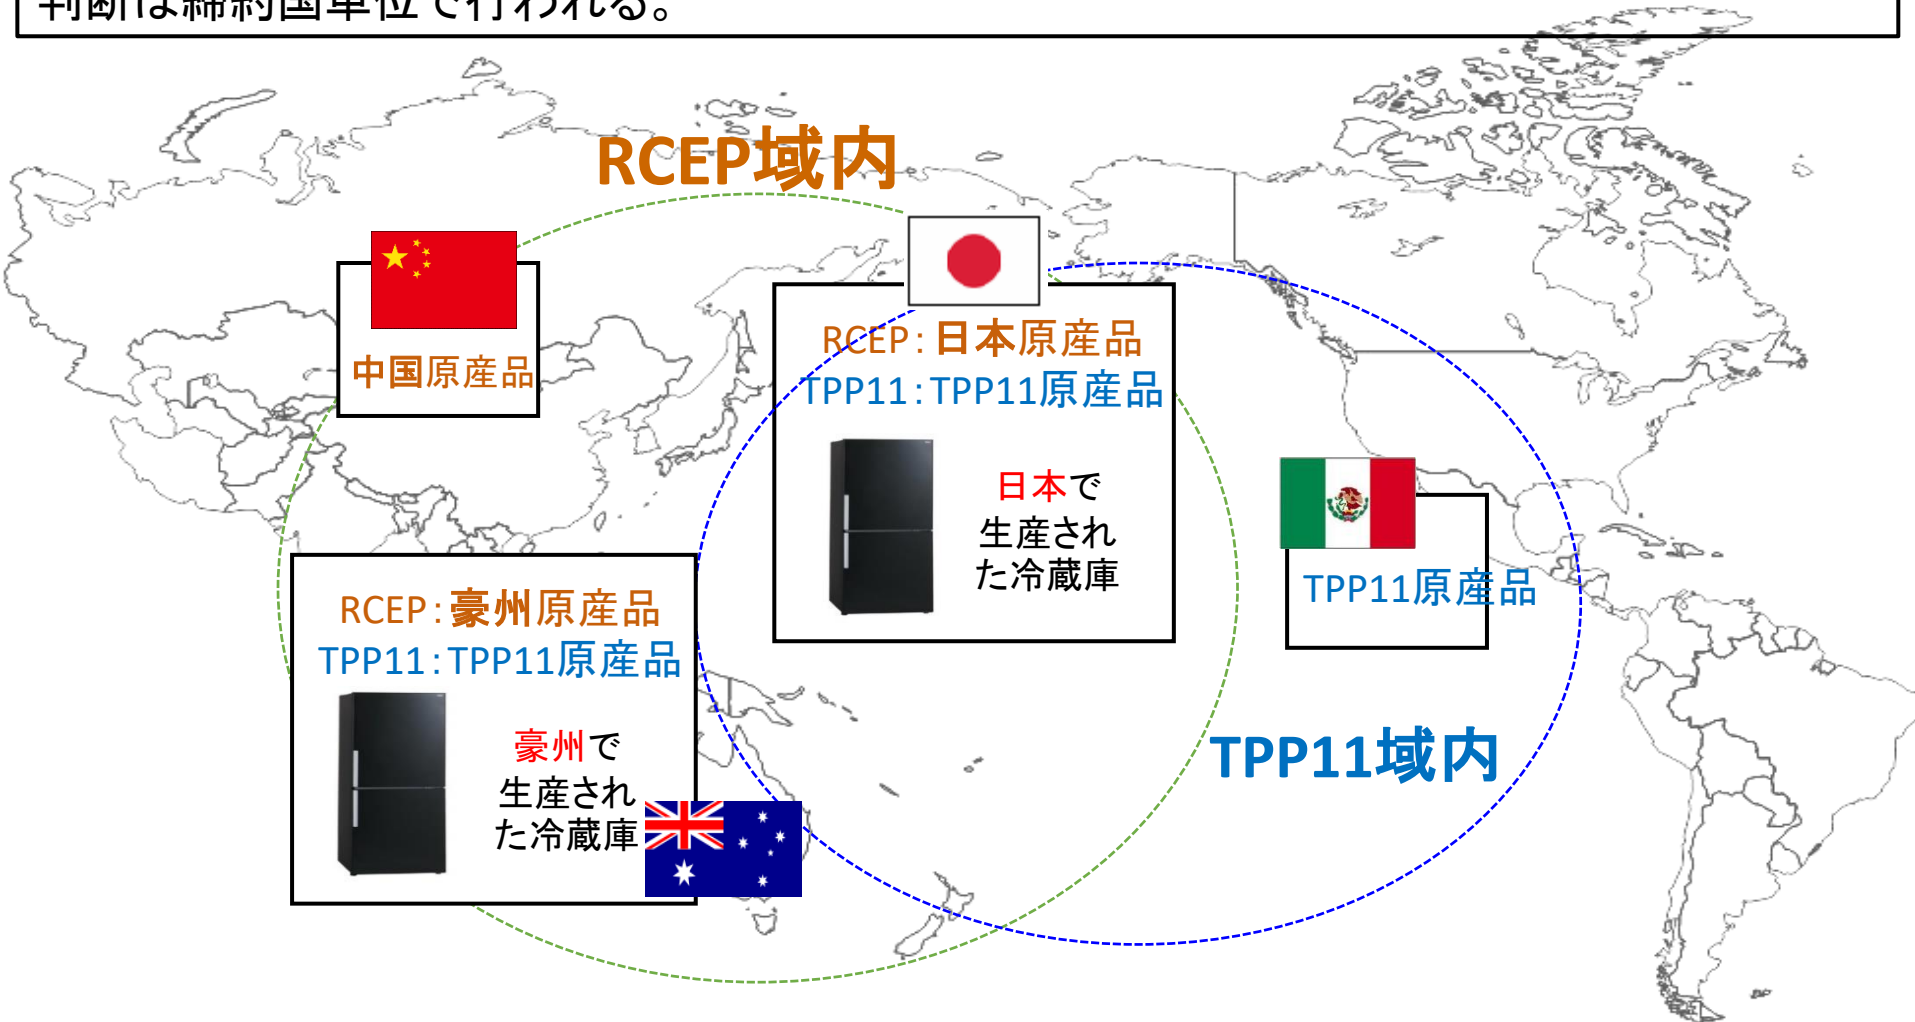 判断は締約国単位で行われる。
RCEP域内
中国原産品
RCEP：日本原産品
TPP11：TPP11原産品
日本で
生産され
た冷蔵庫
TPP11原産品
RCEP：豪州原産品
TPP11：TPP11原産品
豪州で
生産され
た冷蔵庫
TPP11域内